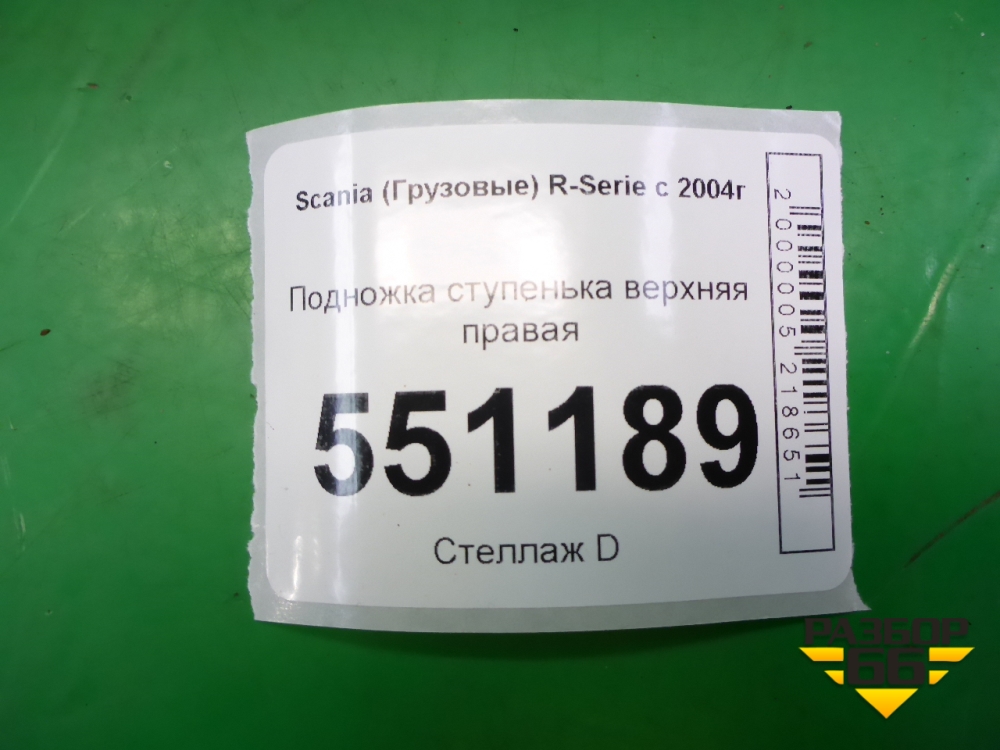 Scania (Грузовые) R-Serie с 2004г
Подножка ступенька верхняя
правая
551189
Стеллаж D
2000005218651
РАЗБОР
66